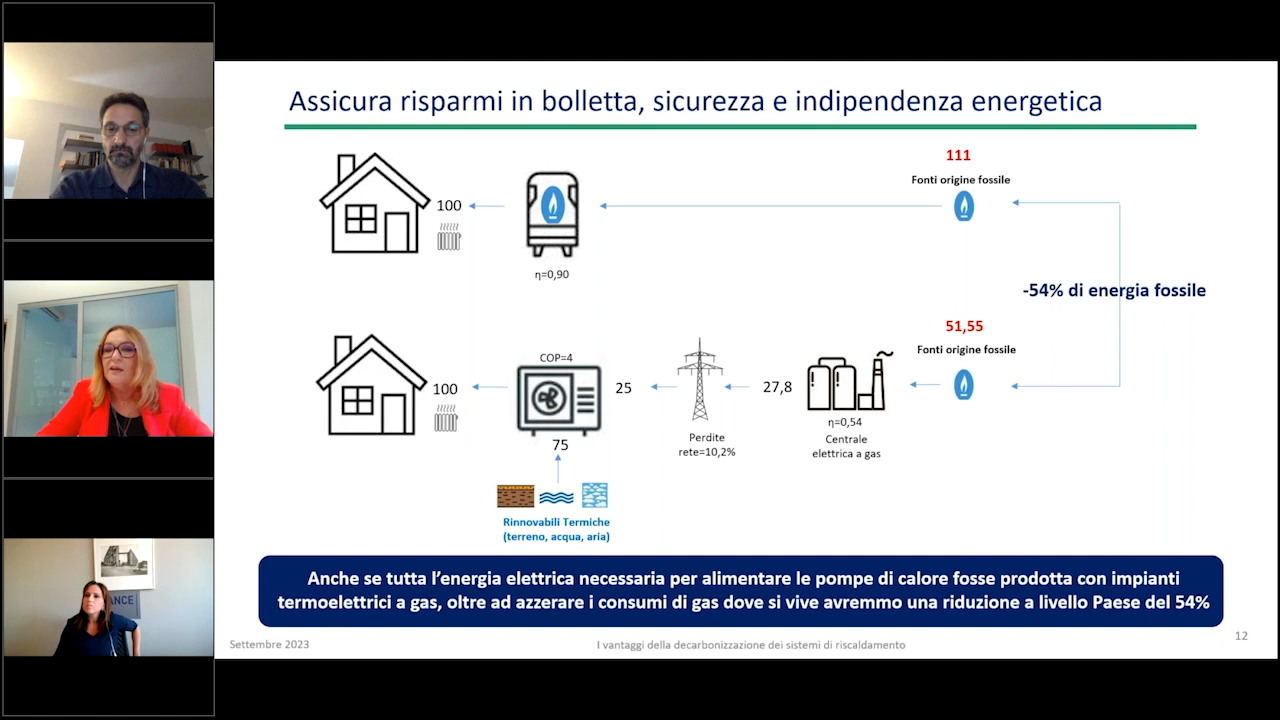 Assicura risparmi in bolletta, sicurezza e indipendenza energetica
111
Fonti origine fossile
100
η=0,90
-54% di energia fossile
51,55
Fonti origine fossile
COP=4
100
25
27,8
η=0,54
Centrale
elettrica a gas
Perdite
rete=10,2%
75
Rinnovabili Termiche
(terreno, acqua, aria)
Anche se tutta l’energia elettrica necessaria per alimentare le pompe di calore fosse prodotta con impianti
termoelettrici a gas, oltre ad azzerare i consumi di gas dove si vive avremmo una riduzione a livello Paese del 54%
Settembre 2023
I vantaggi della decarbonizzazione dei sistemi di riscaldamento
12
ANCE